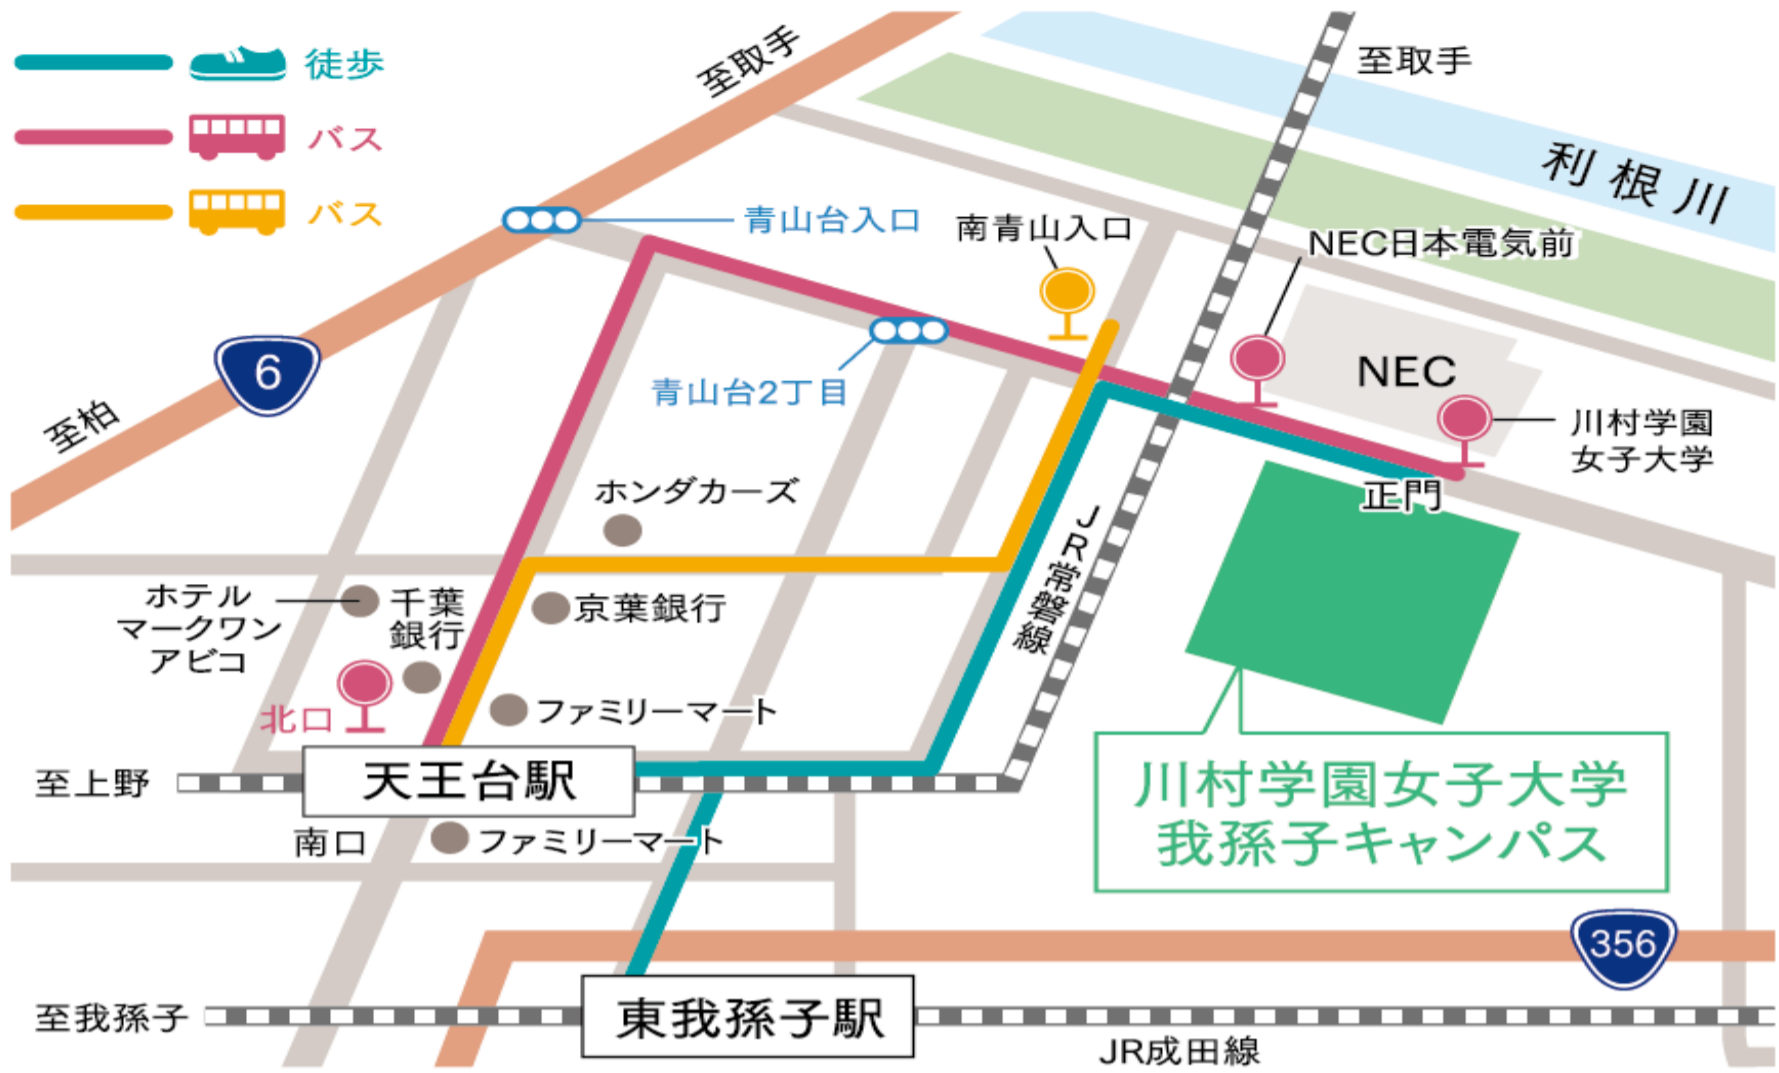 徒歩
バス
バス
至取手
至取手
利根川
青山台入口
南青山入口
NEC日本電気前
6
青山台2丁目
NEC
至柏
川村学園
女子大学
ホンダカーズ
正門
JR常磐線
ホテル
マークワン
アビコ
千葉
銀行
京葉銀行
北口
ファミリーマート
至上野
天王台駅
川村学園女子大学
我孫子キャンパス
南口
ファミリーマート
356
至我孫子
東我孫子駅
JR成田線